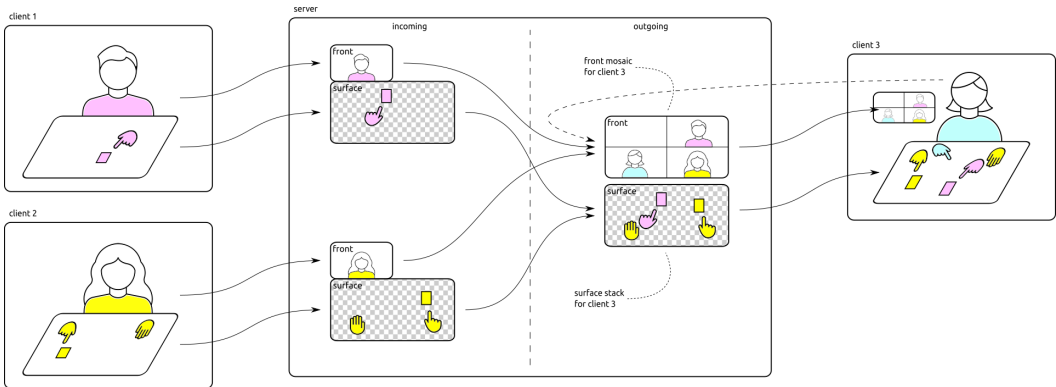 client 1
server
incoming
outgoing
front
surface
front mosaic
for client 3
client 3
front
surface
client 2
front
surface
surface stack
for client 3